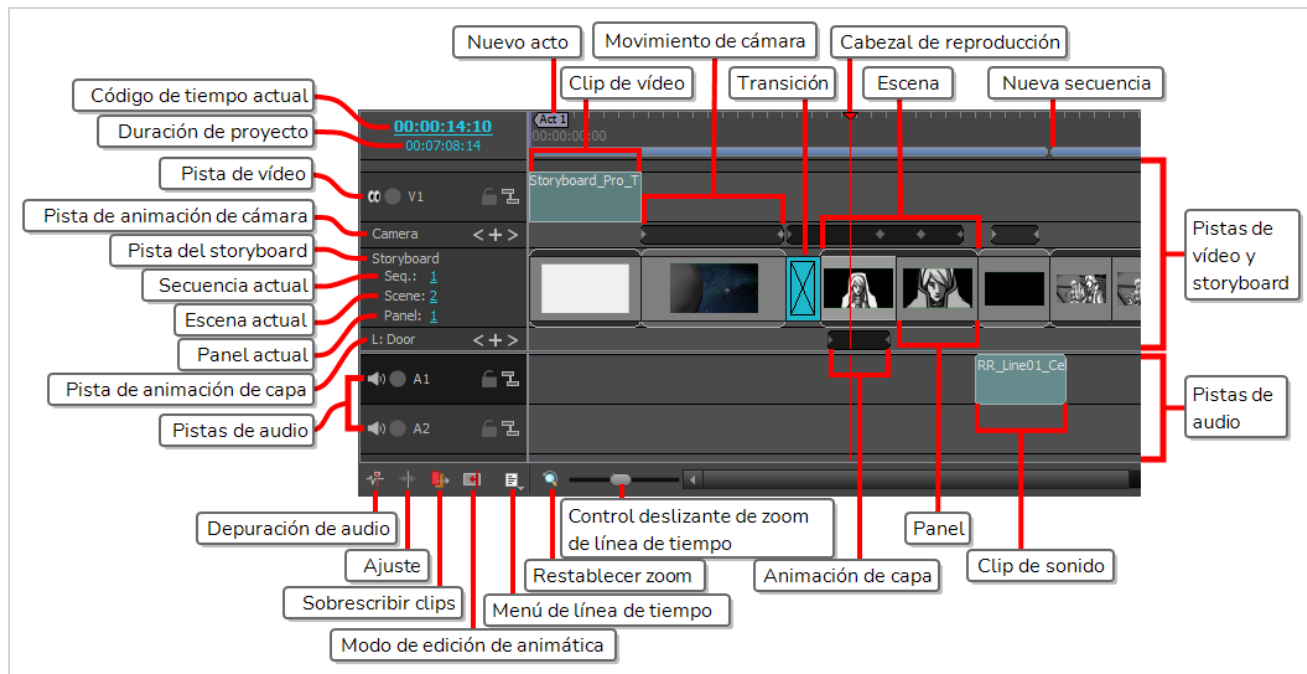 Nuevo acto
Movimiento de cámara
Cabezal de reproducción
Clip de vídeo
Transición
Escena
Nueva secuencia
Código de tiempo actual
Duración de proyecto
Pista de vídeo
Pista de animación de cámara
Pista del storyboard
Secuencia actual
Escena actual
Panel actual
Pista de animación de capa
Pistas de audio
00:00:14:10
00:07:08:14
Act 1
00:00:00:00
V1
Storyboard_Pro_T
Camera
Storyboard
Seq.: 1
Scene: 2
Panel: 1
L: Door
A1
RR_Line01_Cel
A2
Pistas de
vídeo y
storyboard
Pistas de
audio
Depuración de audio
Ajuste
Sobrescribir clips
Modo de edición de animática
Menú de línea de tiempo
Restablecer zoom
Control deslizante de zoom
de línea de tiempo
Animación de capa
Panel
Clip de sonido